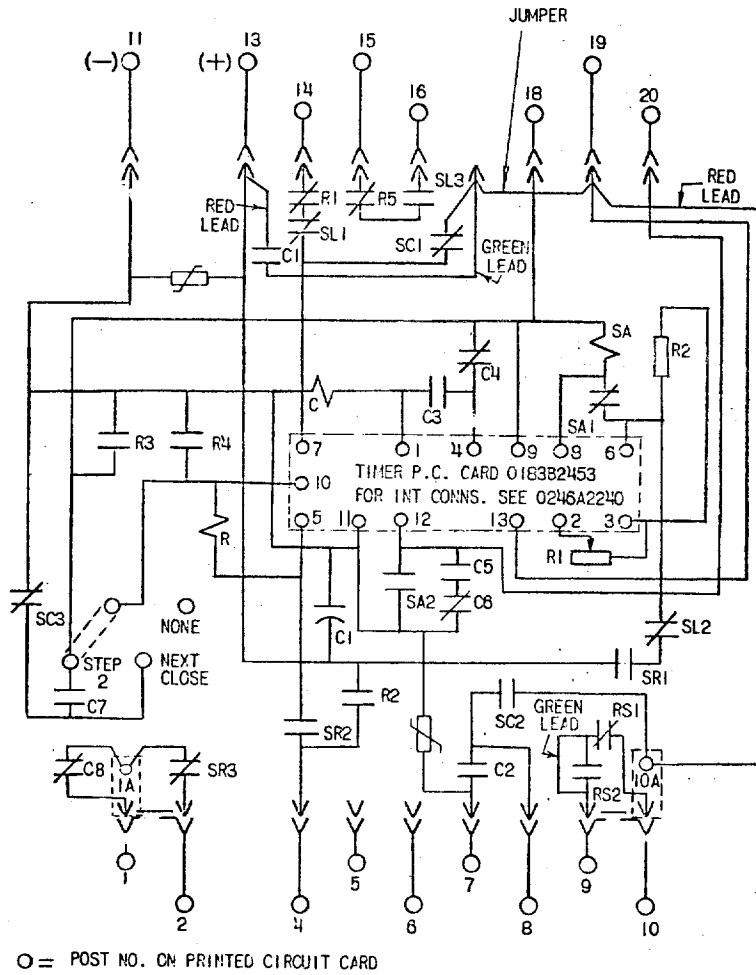 JUMPER
11 13 15 19
(-) (+) 14 16 18 20
RED LEAD
R1 R5 SL3
RED LEAD
SL1 SC1
C1
GREEN LEAD
SA R2
C4
C C3
SA1
R3 R4
7 1 4 9 8 6
TIMER P.C. CARD 0183B2453
10
FOR INT CONNS. SEE 0246A2240
5 11 12 13 2 3
R
R1
C5
SA2 C6
SC3
C1
NONE
SL2
STEP 2
NEXT CLOSE
SR1
C7
R2
SR2
SC2
GREEN LEAD
RS1
C8 SR3
1A
C2
RS2
10A
1 5 7 9
2 4 6 8 10
O = POST NO. ON PRINTED CIRCUIT CARD